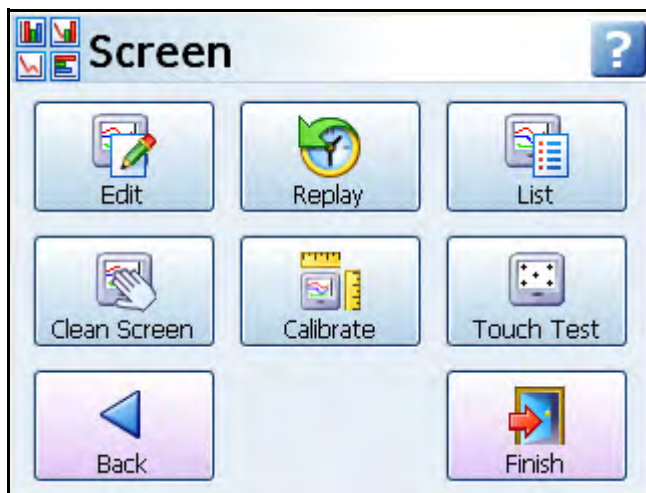 Screen
?
Edit
Replay
List
Clean Screen
Calibrate
Touch Test
Back
Finish